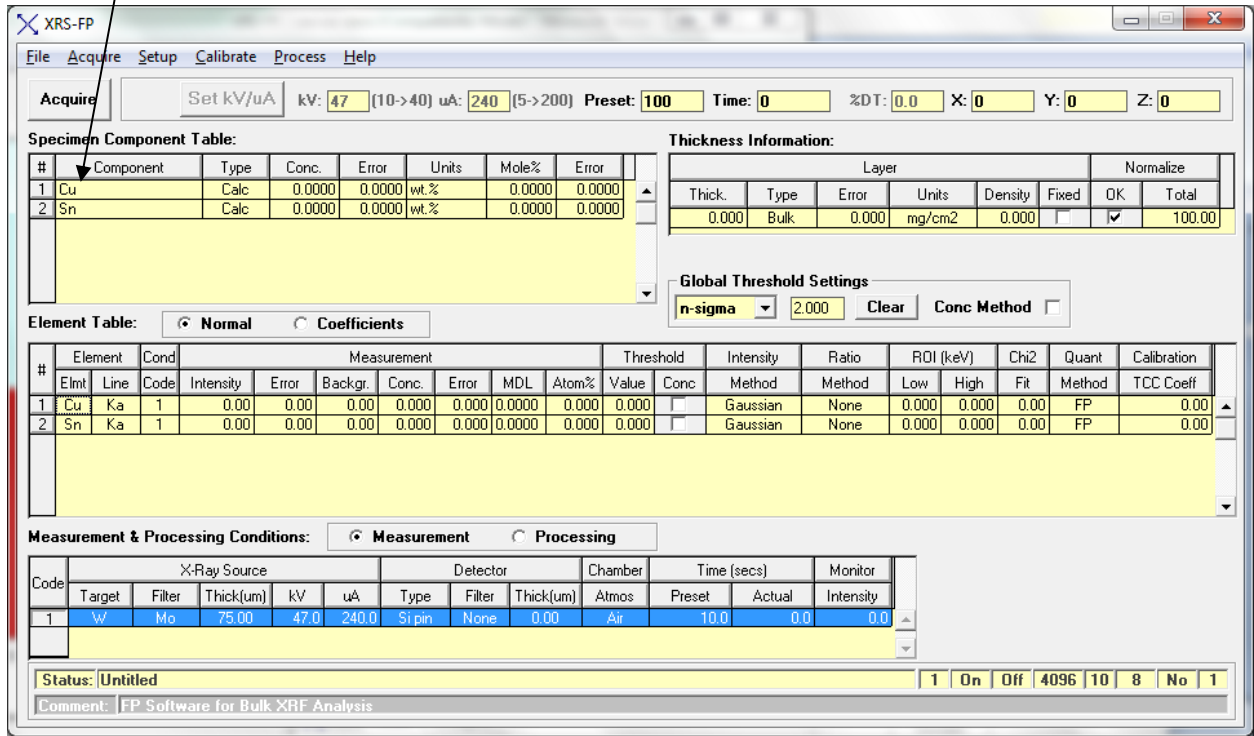 XRS-FP
File Acquire Setup Calibrate Process Help
Acquire Set kV/uA kV: 47 (10->40) uA: 240 (5->200) Preset: 100 Time: 0 %DT: 0.0 X: 0 Y: 0 Z: 0
Specimen Component Table:
# Component Type Conc. Error Units Mole% Error
1 Cu Calc 0.0000 0.0000 wt.% 0.0000 0.0000
2 Sn Calc 0.0000 0.0000 wt.% 0.0000 0.0000
Thickness Information:
Layer Normalize
Thick. Type Error Units Density Fixed OK Total
0.000 Bulk 0.000 mg/cm2 0.000 100.00
Global Threshold Settings
n-sigma 2.000 Clear Conc Method
Element Table: Normal Coefficients
# Element Cond Measurement Threshold Intensity Ratio ROI (keV) Chi2 Quant Calibration
Elmt Line Code Intensity Error Backgr. Conc. Error MDL Atom% Value Conc Method Method Low High Fit Method TCC Coeff
1 Cu Ka 1 0.00 0.00 0.00 0.000 0.000 0.0000 0.000 0.000 Gaussian None 0.000 0.000 0.00 FP 0.00
2 Sn Ka 1 0.00 0.00 0.00 0.000 0.000 0.0000 0.000 0.000 Gaussian None 0.000 0.000 0.00 FP 0.00
Measurement & Processing Conditions: Measurement Processing
Code X-Ray Source Detector Chamber Time (secs) Monitor
Target Filter Thick(um) kV uA Type Filter Thick(um) Atmos Preset Actual Intensity
1 W Mo 75.00 47.0 240.0 Si pin None 0.00 Air 10.0 0.0 0.0
Status: Untitled 1 On Off 4096 10 8 No 1
Comment: FP Software for Bulk XRF Analysis